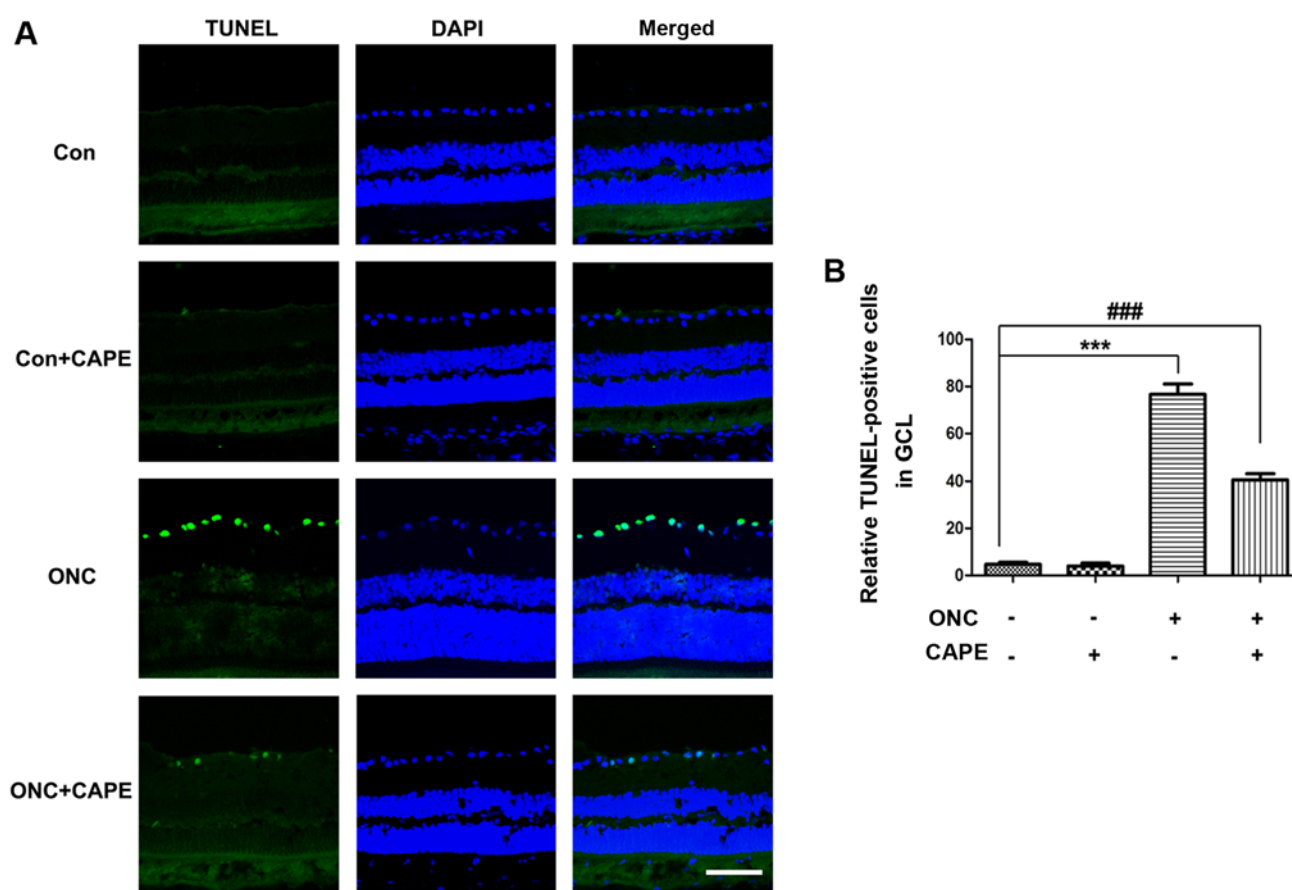 A
TUNEL DAPI Merged
Con
Con+CAPE
ONC
ONC+CAPE
B
Relative TUNEL-positive cells
in GCL
###
***
100
80
60
40
20
0
ONC - - + +
CAPE - + - +